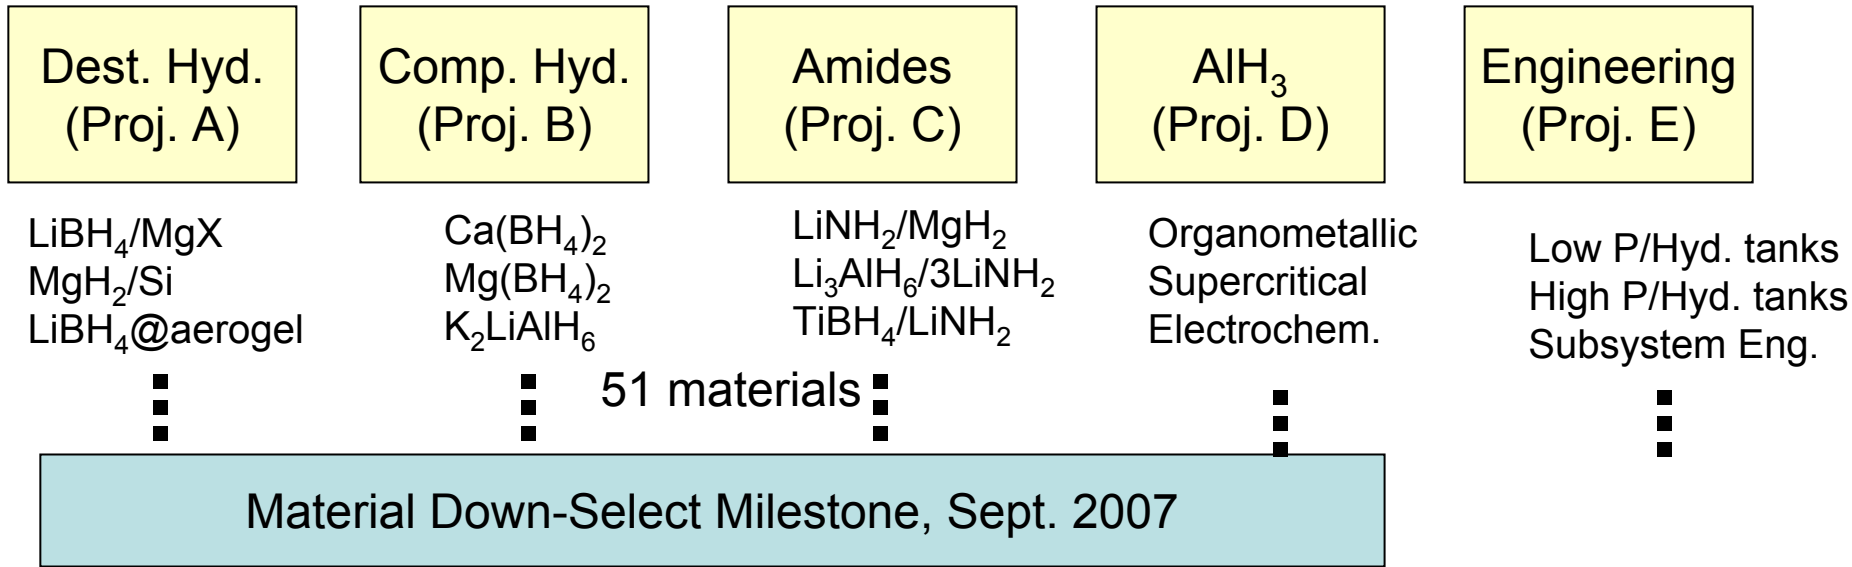 Dest. Hyd.
(Proj. A)
Comp. Hyd.
(Proj. B)
Amides
(Proj. C)
AlH₃
(Proj. D)
Engineering
(Proj. E)
LiBH₄/MgX
MgH₂/Si
LiBH₄@aerogel
Ca(BH₄)₂
Mg(BH₄)₂
K₂LiAlH₆
LiNH₂/MgH₂
Li₃AlH₆/3LiNH₂
TiBH₄/LiNH₂
Organometallic
Supercritical
Electrochem.
Low P/Hyd. tanks
High P/Hyd. tanks
Subsystem Eng.
51 materials
Material Down-Select Milestone, Sept. 2007